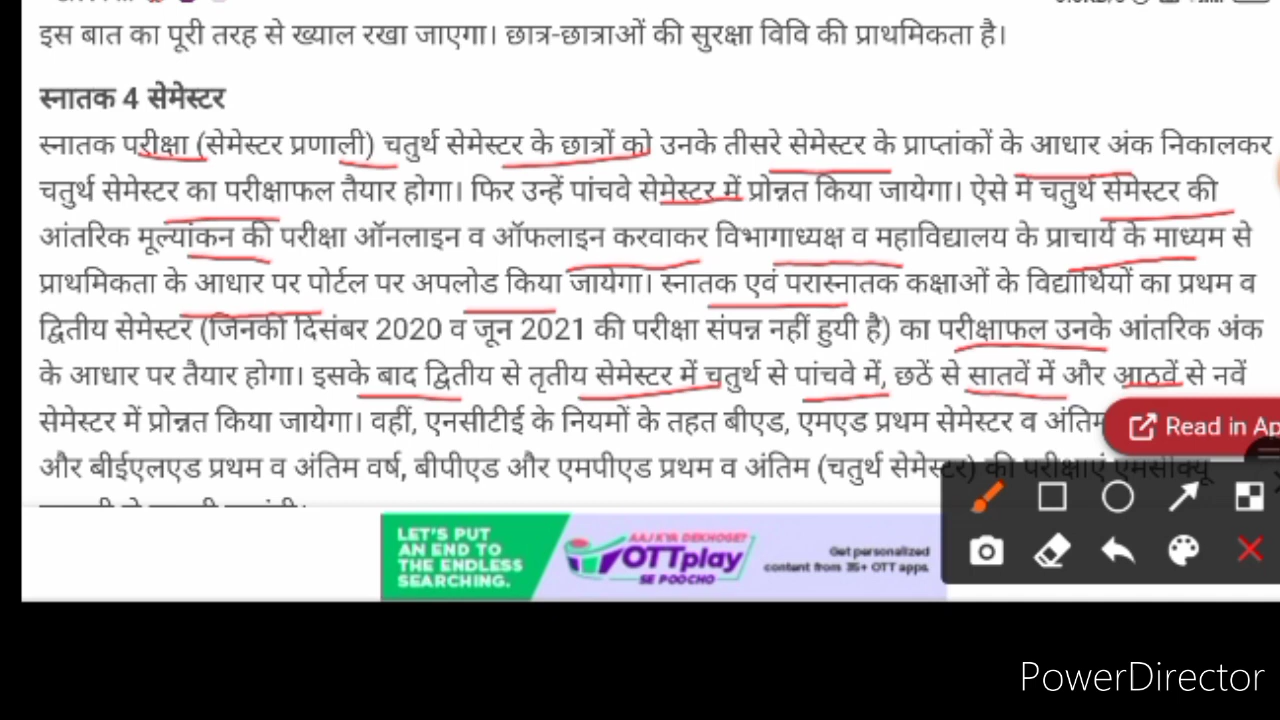 इस बात का पूरी तरह से ख्याल रखा जाएगा। छात्र-छात्राओं की सुरक्षा विवि की प्राथमिकता है।
स्नातक 4 सेमेस्टर
स्नातक परीक्षा (सेमेस्टर प्रणाली) चतुर्थ सेमेस्टर के छात्रों को उनके तीसरे सेमेस्टर के प्राप्तांकों के आधार अंक निकालकर
चतुर्थ सेमेस्टर का परीक्षाफल तैयार होगा। फिर उन्हें पांचवे सेमेस्टर में प्रोन्नत किया जायेगा। ऐसे में चतुर्थ सेमेस्टर की
आंतरिक मूल्यांकन की परीक्षा ऑनलाइन व ऑफलाइन करवाकर विभागाध्यक्ष व महाविद्यालय के प्राचार्य के माध्यम से
प्राथमिकता के आधार पर पोर्टल पर अपलोड किया जायेगा। स्नातक एवं परास्नातक कक्षाओं के विद्यार्थियों का प्रथम व
द्वितीय सेमेस्टर (जिनकी दिसंबर 2020 व जून 2021 की परीक्षा संपन्न नहीं हुयी है) का परीक्षाफल उनके आंतरिक अंक
के आधार पर तैयार होगा। इसके बाद द्वितीय से तृतीय सेमेस्टर में चतुर्थ से पांचवे में, छठें से सातवें में और आठवें से नवें
सेमेस्टर में प्रोन्नत किया जायेगा। वहीं, एनसीटीई के नियमों के तहत बीएड, एमएड प्रथम सेमेस्टर व अंतिम
Read in Ap
और बीईएलएड प्रथम व अंतिम वर्ष, बीपीएड और एमपीएड प्रथम व अंतिम (चतुर्थ सेमेस्टर) की परीक्षाएं एमसीक्यू
LET'S PUT
AN END TO
THE ENDLESS
SEARCHING.
AAJ KYA DEKHOGE?
OTTplay
SE POOCHO
Get personalized
content from 35+ OTT apps.
PowerDirector